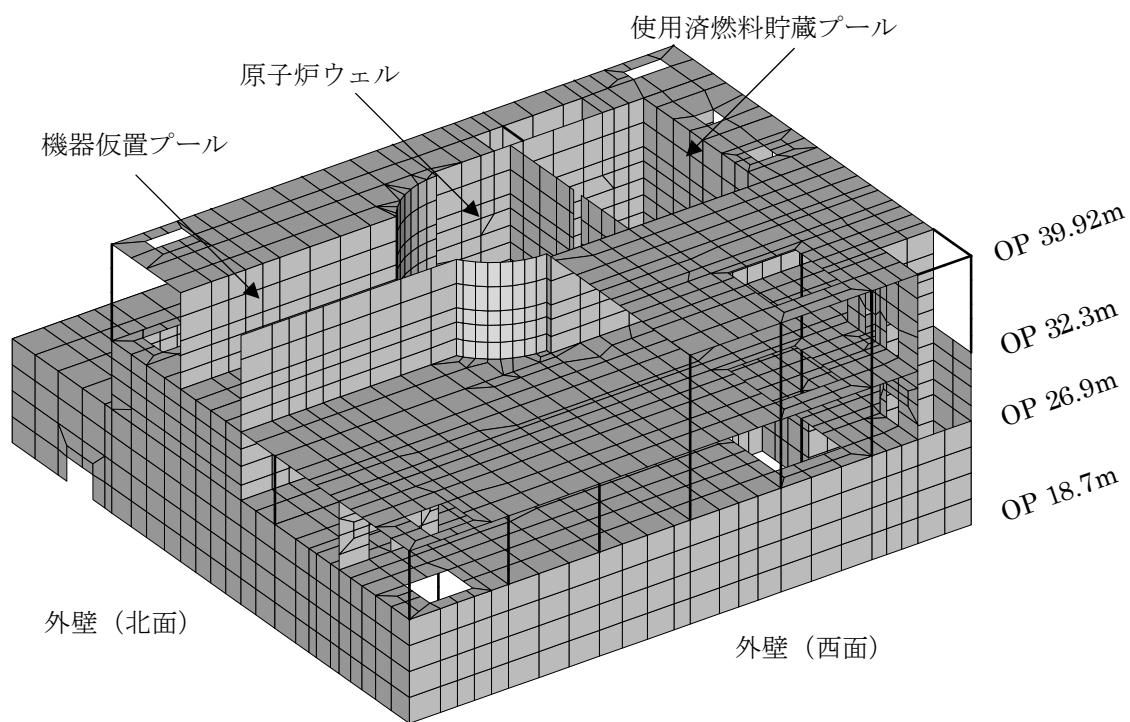 使用済燃料貯蔵プール
原子炉ウェル
機器仮置プール
OP 39.92m
OP 32.3m
OP 26.9m
OP 18.7m
外壁（北面）
外壁（西面）